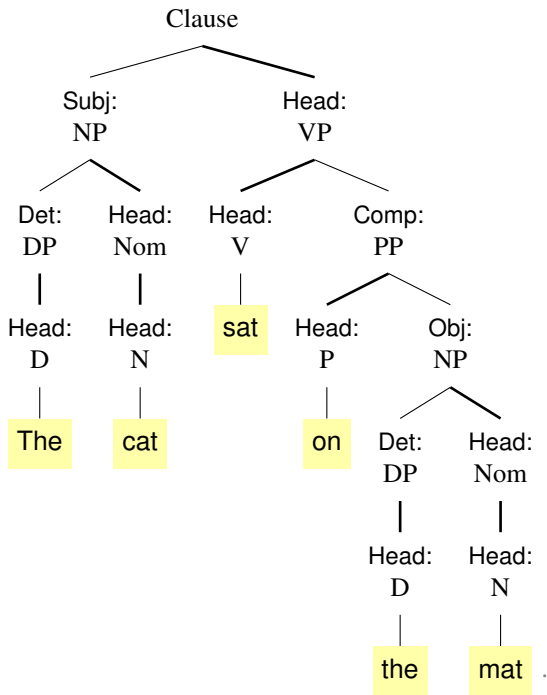 Clause
Subj: Head:
NP VP
Det: Head: Head: Comp:
DP Nom V PP
Head: Head: sat Head: Obj:
D N P NP
The cat on Det: Head:
DP Nom
Head: Head:
D N
the mat .